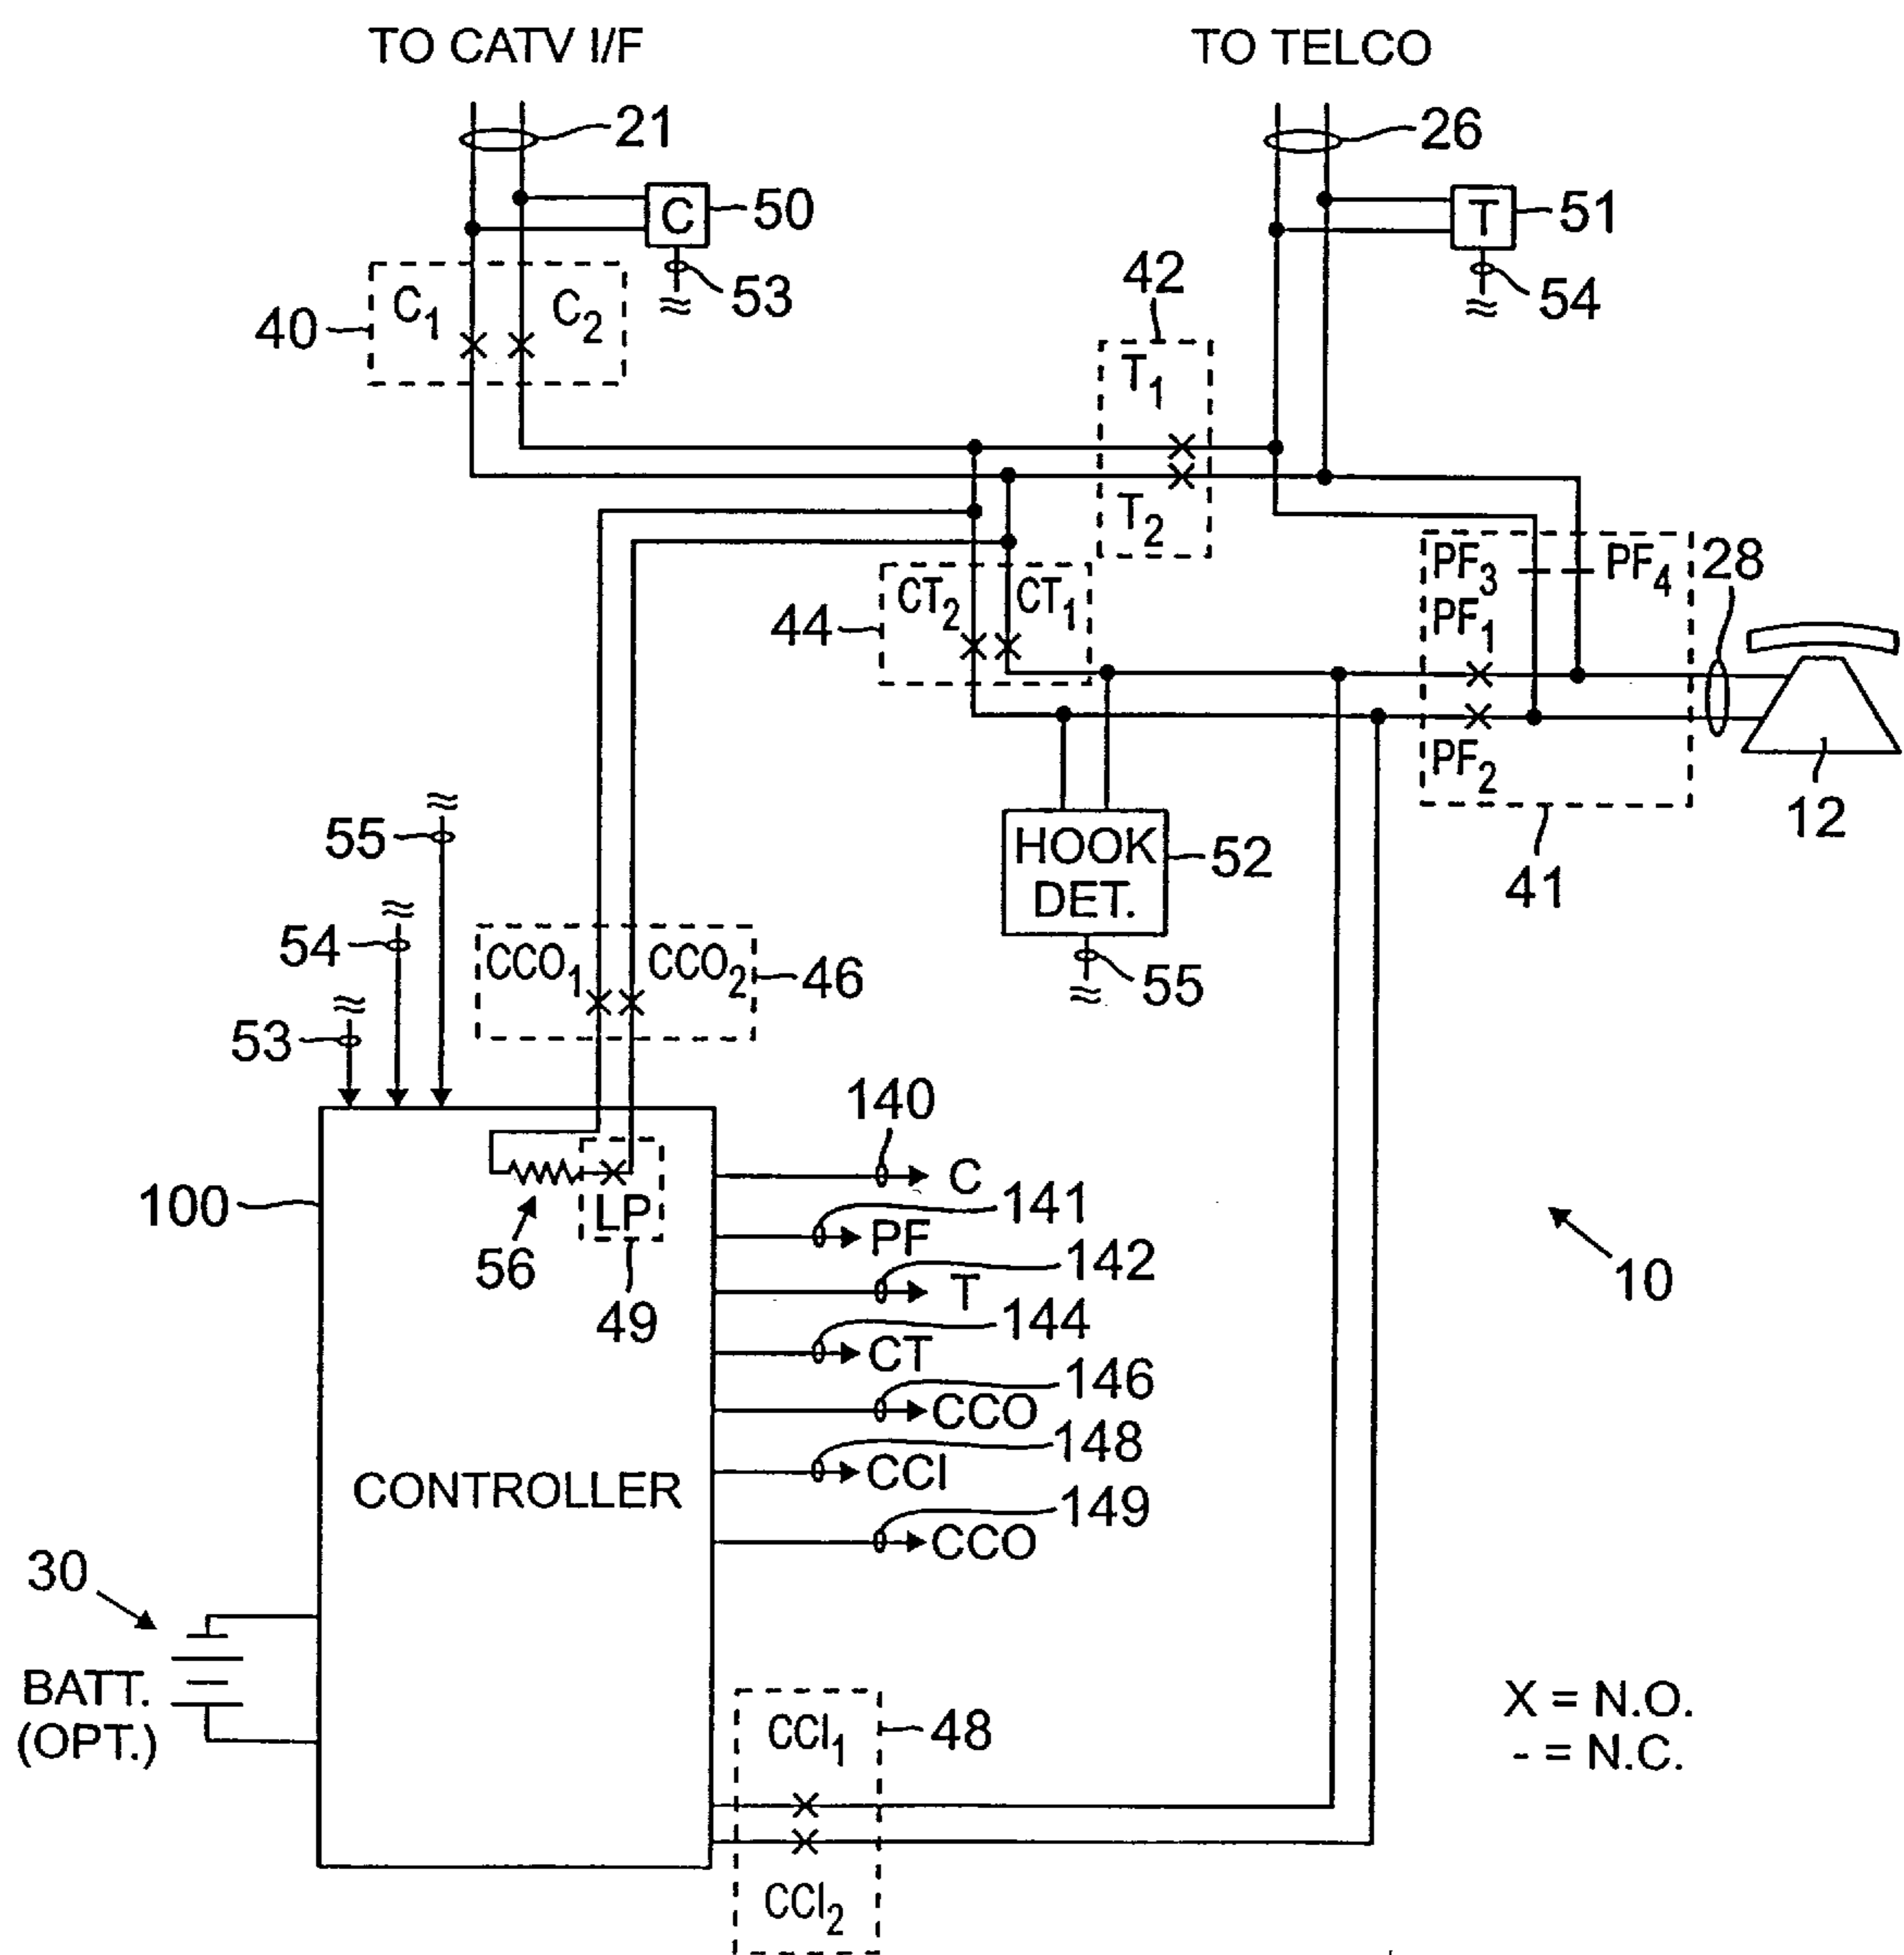 TO CATV I/F
TO TELCO
21
26
C
50
T
51
53
54
42
40
C1
C2
T1
T2
CT2
CT1
44
PF3
PF4
28
PF1
PF2
12
41
HOOK
DET.
52
55
55
54
53
CCO1
CCO2
46
100
LP
56
49
140
C
141
PF
142
T
144
CT
146
CCO
148
CCI
149
CCO
10
CONTROLLER
30
BATT.
(OPT.)
CCI1
48
CCI2
X = N.O.
- = N.C.